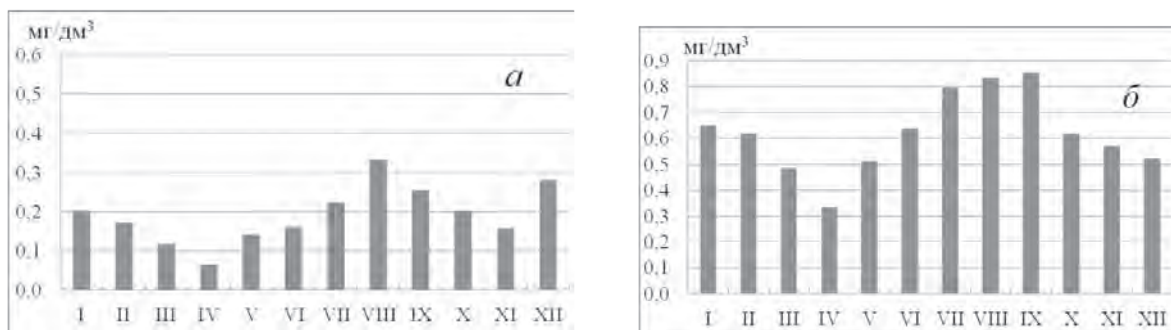 мг/дм³
0,6
0,5
0,4
0,3
0,2
0,1
0,0
а
I II III IV V VI VII VIII IX X XI XII
мг/дм³
0,9
0,8
0,7
0,6
0,5
0,4
0,3
0,2
0,1
0,0
б
I II III IV V VI VII VIII IX X XI XII